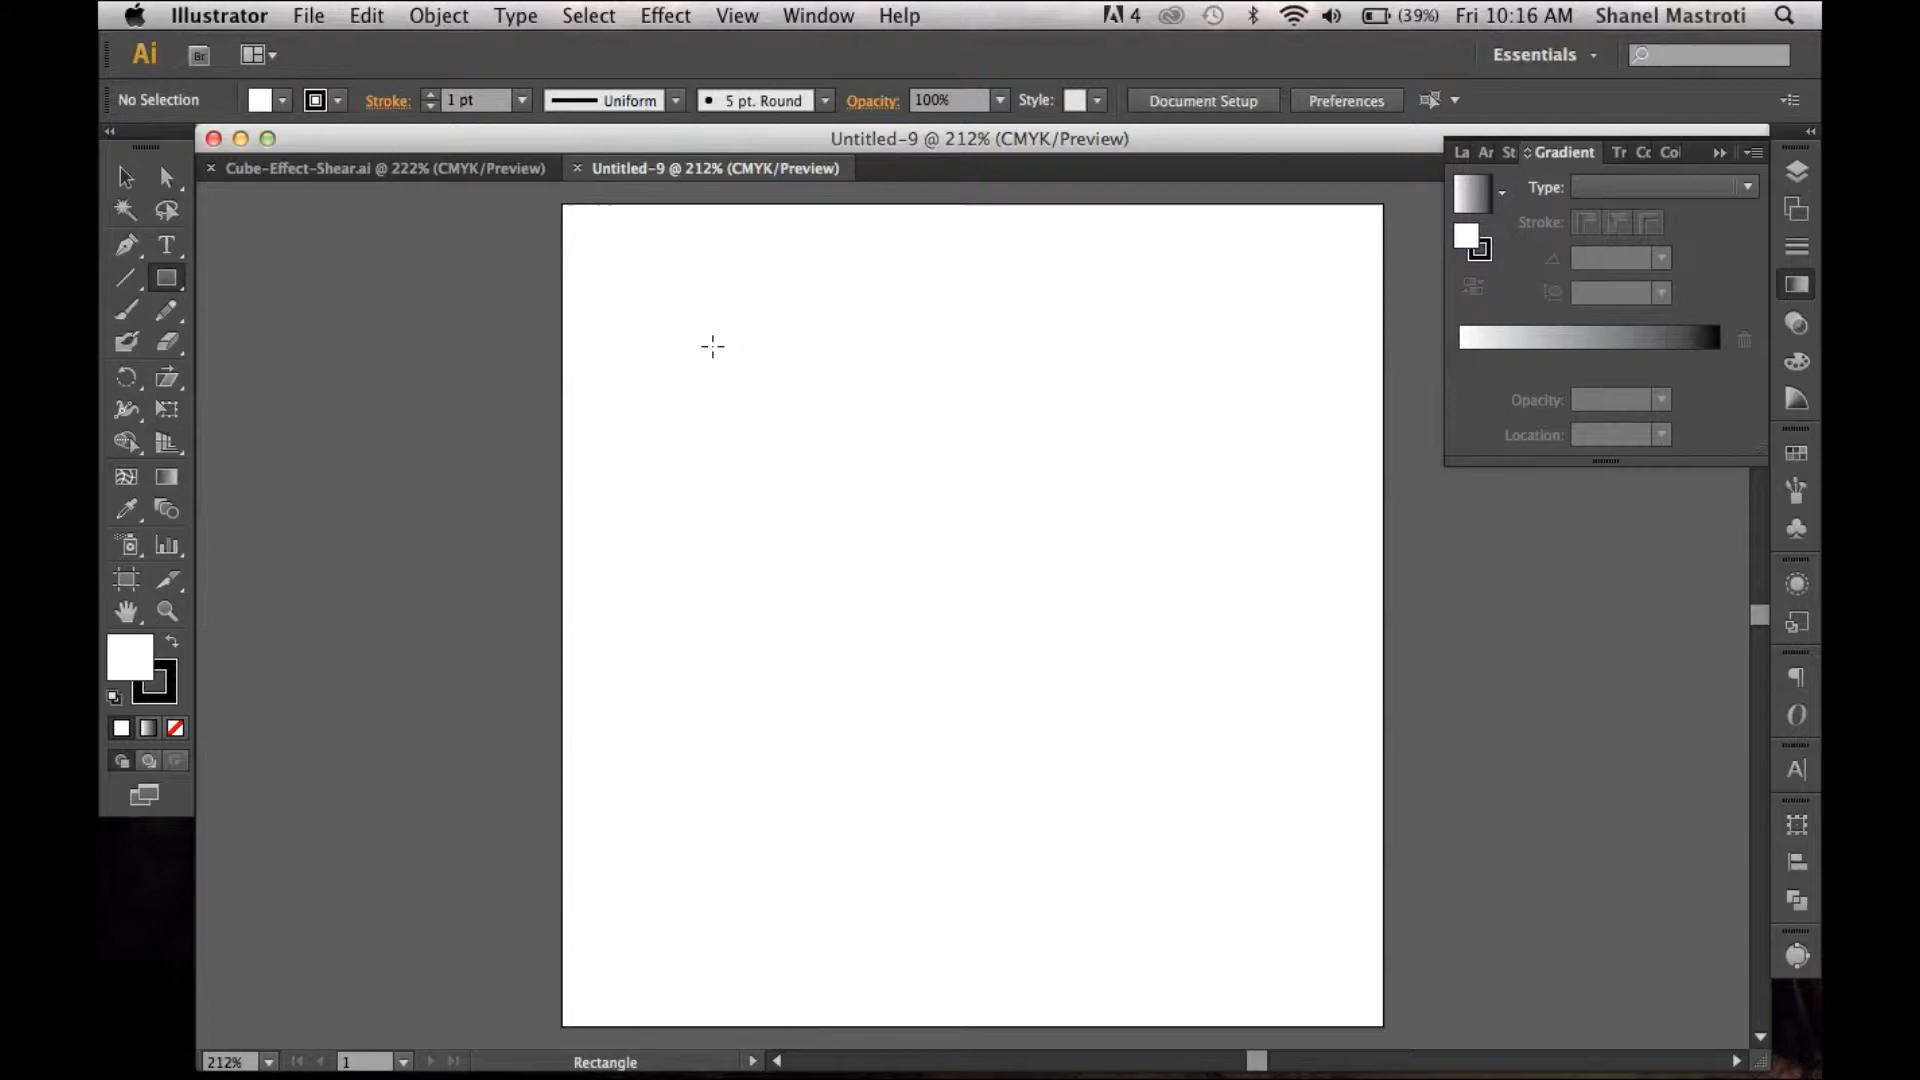 Illustrator File Edit Object Type Select Effect View Window Help 4 (39%) Fri 10:16 AM Shanel Mastroti
Ai Br Essentials
No Selection Stroke: 1 pt Uniform 5 pt. Round Opacity: 100% Style: Document Setup Preferences
Untitled-9 @ 212% (CMYK/Preview)
Cube-Effect-Shear.ai @ 222% (CMYK/Preview) Untitled-9 @ 212% (CMYK/Preview)
La Ar St Gradient Tr Cc Col
Type:
Stroke:
Opacity:
Location:
212% 1 Rectangle